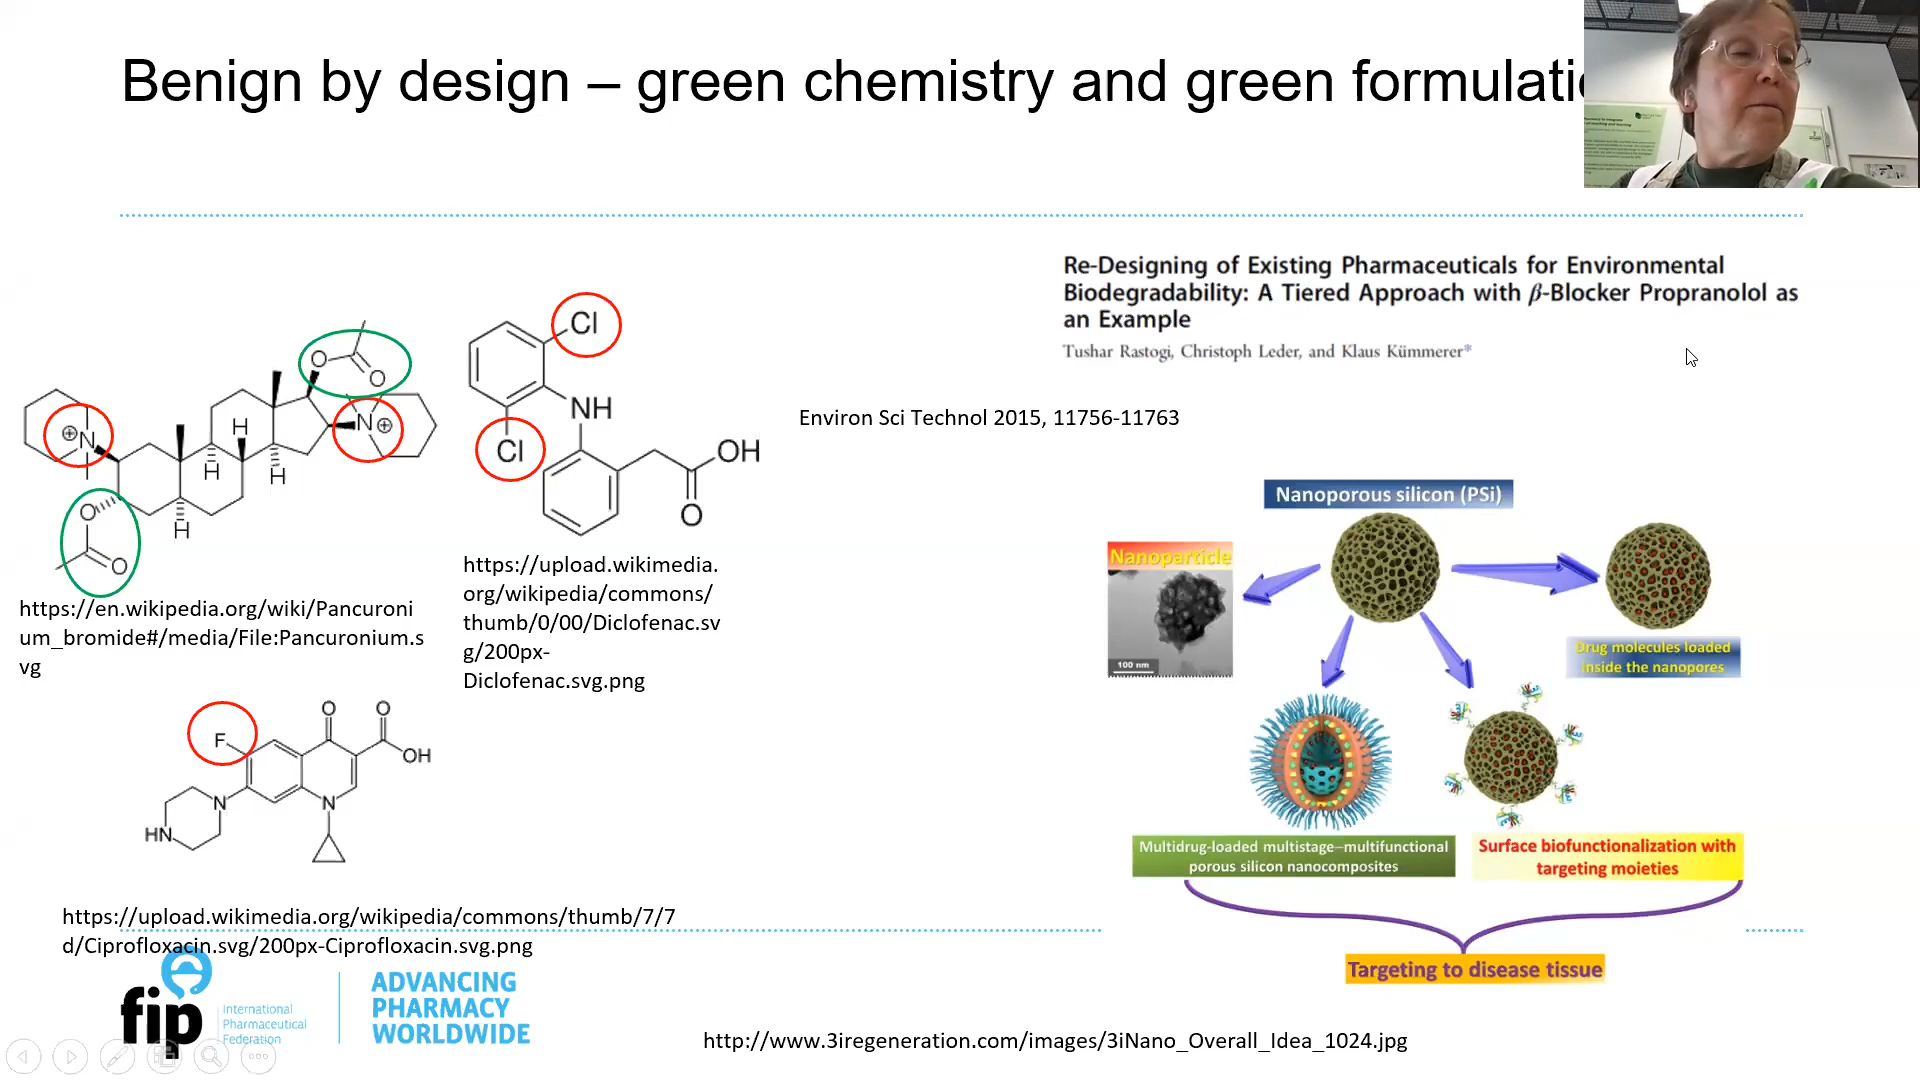 Benign by design – green chemistry and green formulati
Re-Designing of Existing Pharmaceuticals for Environmental
Biodegradability: A Tiered Approach with β-Blocker Propranolol as
an Example
Tushar Rastogi, Christoph Leder, and Klaus Kümmerer*
Environ Sci Technol 2015, 11756-11763
O
O
N
⊕
⊕
N
H
H
H
H
O
O
https://en.wikipedia.org/wiki/Pancuroni
um_bromide#/media/File:Pancuronium.s
vg
Cl
NH
Cl
OH
O
https://upload.wikimedia.
org/wikipedia/commons/
thumb/0/00/Diclofenac.sv
g/200px-
Diclofenac.svg.png
O
O
F
OH
N
N
HN
https://upload.wikimedia.org/wikipedia/commons/thumb/7/7
d/Ciprofloxacin.svg/200px-Ciprofloxacin.svg.png
Nanoporous silicon (PSi)
Nanoparticle
100 nm
Drug molecules loaded
inside the nanopores
Multidrug-loaded multistage–multifunctional
porous silicon nanocomposites
Surface biofunctionalization with
targeting moieties
Targeting to disease tissue
http://www.3iregeneration.com/images/3iNano_Overall_Idea_1024.jpg
fip
International
Pharmaceutical
Federation
ADVANCING
PHARMACY
WORLDWIDE